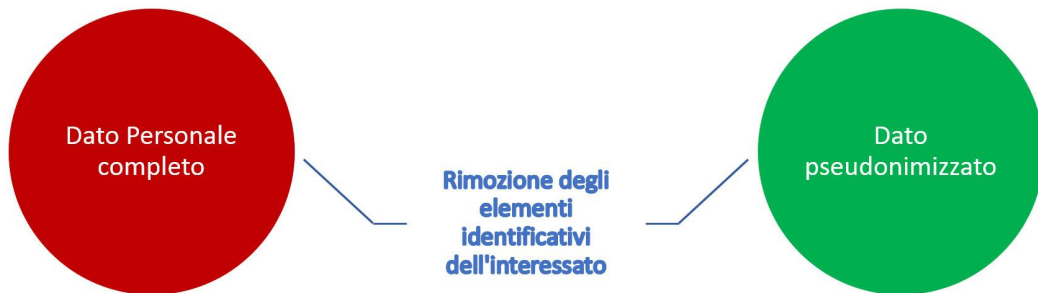 Dato Personale
completo
Rimozione degli
elementi
identificativi
dell'interessato
Dato
pseudonimizzato